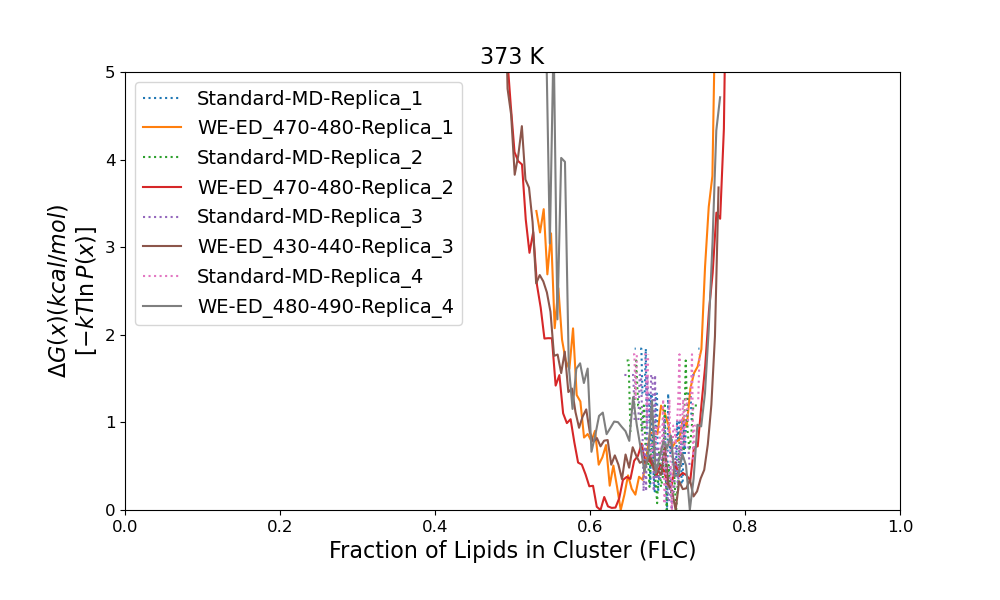 373 K
5
4
3
2
1
0
ΔG(x)(kcal/mol)
[−kTln P(x)]
Standard-MD-Replica_1
WE-ED_470-480-Replica_1
Standard-MD-Replica_2
WE-ED_470-480-Replica_2
Standard-MD-Replica_3
WE-ED_430-440-Replica_3
Standard-MD-Replica_4
WE-ED_480-490-Replica_4
0.0 0.2 0.4 0.6 0.8 1.0
Fraction of Lipids in Cluster (FLC)